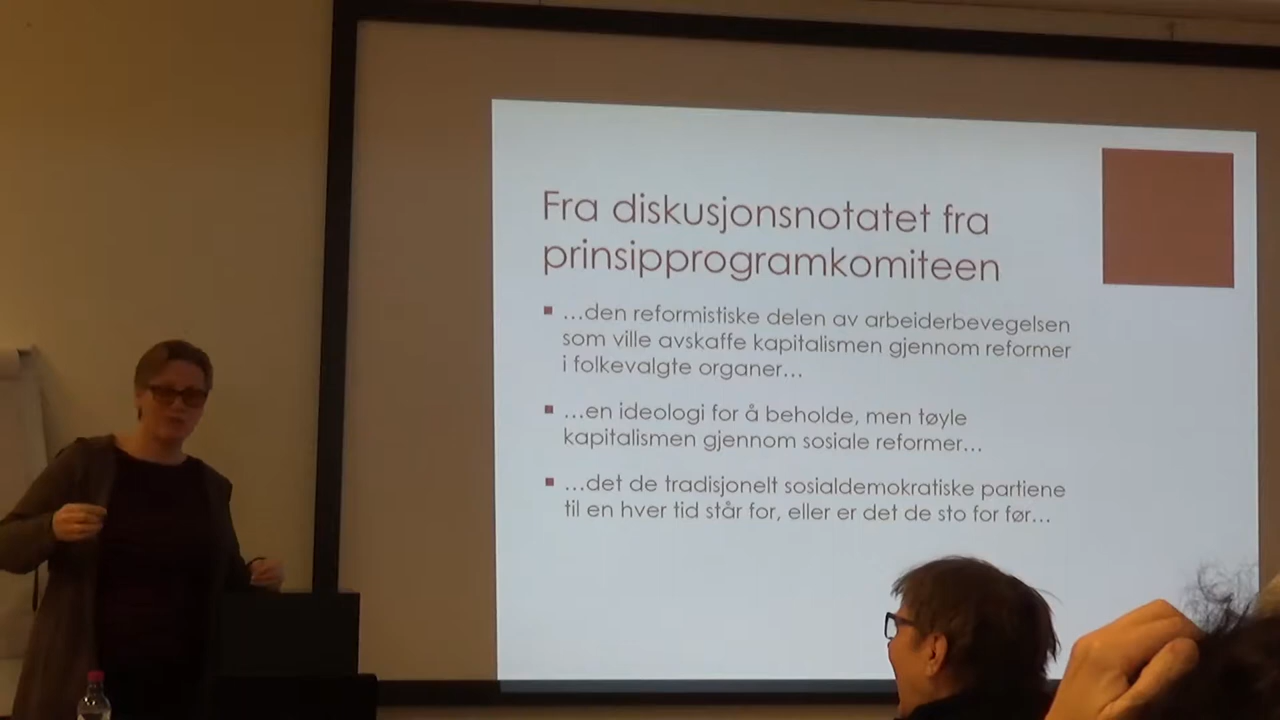 Fra diskusjonsnotatet fra
prinsipprogramkomiteen
…den reformistiske delen av arbeiderbevegelsen
som ville avskaffe kapitalismen gjennom reformer
i folkevalgte organer…
…en ideologi for å beholde, men tøyle
kapitalismen gjennom sosiale reformer…
…det de tradisjonelt sosialdemokratiske partiene
til en hver tid står for, eller er det de sto for før…